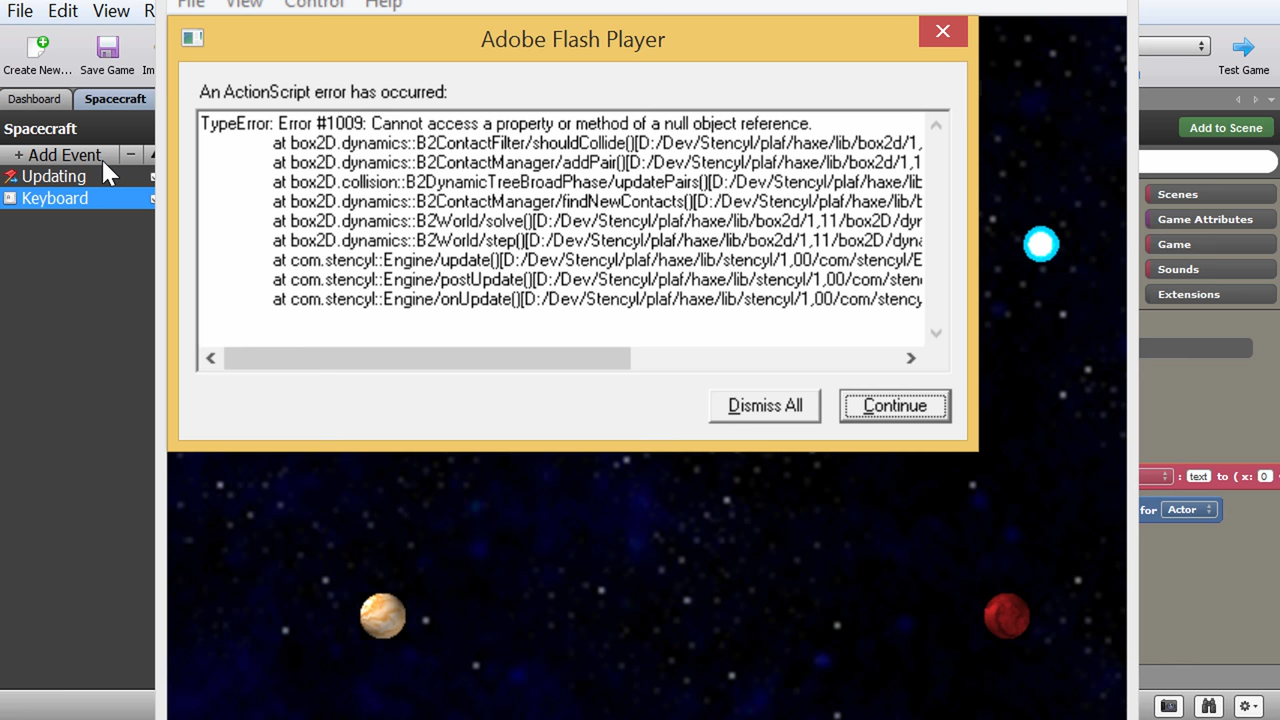 File Edit View R
File View Control Help
Create New...
Save Game
Im
Test Game
Dashboard
Spacecraft
Spacecraft
+ Add Event
−
Updating
Keyboard
Adobe Flash Player
An ActionScript error has occurred:
TypeError: Error #1009: Cannot access a property or method of a null object reference.
at box2D.dynamics::B2ContactFilter/shouldCollide()[D:/Dev/Stencyl/plaf/haxe/lib/box2d/1,
at box2D.dynamics::B2ContactManager/addPair()[D:/Dev/Stencyl/plaf/haxe/lib/box2d/1,1
at box2D.collision::B2DynamicTreeBroadPhase/updatePairs()[D:/Dev/Stencyl/plaf/haxe/lib
at box2D.dynamics::B2ContactManager/findNewContacts()[D:/Dev/Stencyl/plaf/haxe/lib/b
at box2D.dynamics::B2World/solve()[D:/Dev/Stencyl/plaf/haxe/lib/box2d/1,11/box2D/dyn
at box2D.dynamics::B2World/step()[D:/Dev/Stencyl/plaf/haxe/lib/box2d/1,11/box2D/dyna
at com.stencyl::Engine/update()[D:/Dev/Stencyl/plaf/haxe/lib/stencyl/1,00/com/stencyl/E
at com.stencyl::Engine/postUpdate()[D:/Dev/Stencyl/plaf/haxe/lib/stencyl/1,00/com/sten
at com.stencyl::Engine/onUpdate()[D:/Dev/Stencyl/plaf/haxe/lib/stencyl/1,00/com/stency
Dismiss All
Continue
Add to Scene
Scenes
Game Attributes
Game
Sounds
Extensions
: text to ( x: 0
for Actor